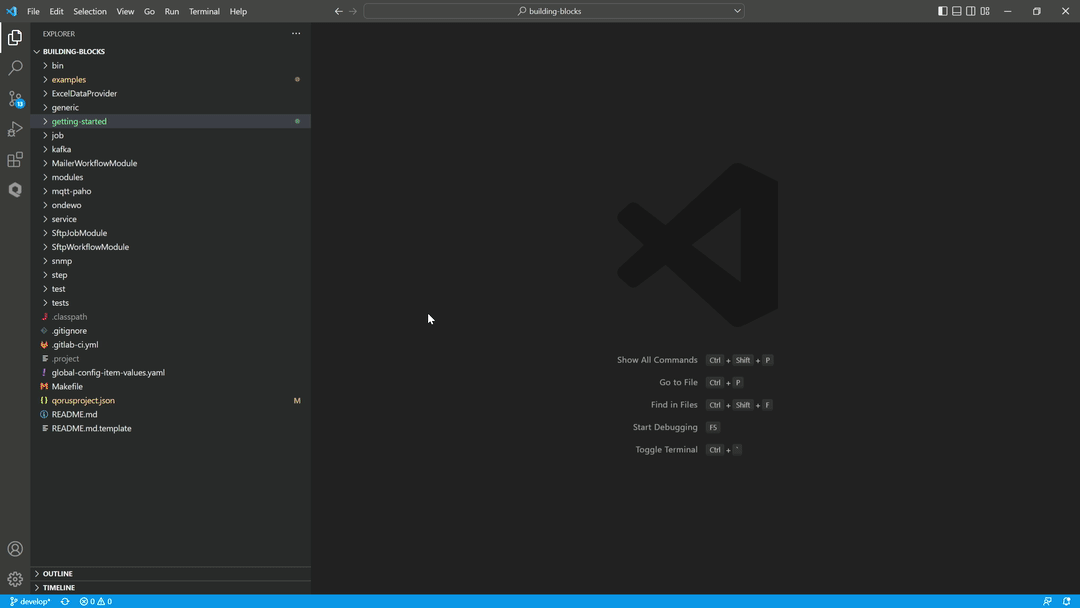 File Edit Selection View Go Run Terminal Help building-blocks
EXPLORER
BUILDING-BLOCKS
bin
examples
ExcelDataProvider
generic
13
getting-started
job
kafka
MailerWorkflowModule
modules
mqtt-paho
ondewo
service
SftpJobModule
SftpWorkflowModule
snmp
step
test
tests
.classpath
.gitignore
.gitlab-ci.yml
.project
global-config-item-values.yaml
Makefile
qorusproject.json M
README.md
README.md.template
Show All Commands Ctrl + Shift + P
Go to File Ctrl + P
Find in Files Ctrl + Shift + F
Start Debugging F5
Toggle Terminal Ctrl + `
OUTLINE
TIMELINE
develop* 0 0